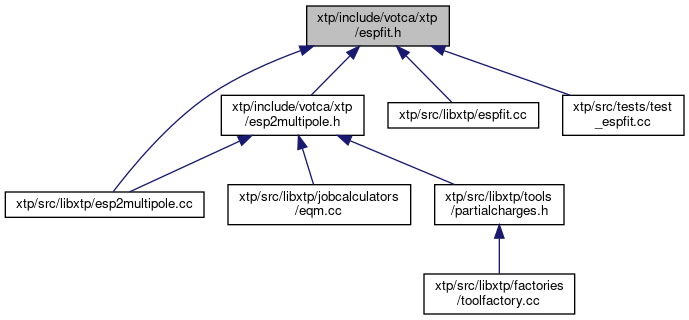 xtp/include/votca/xtp
/espfit.h
xtp/include/votca/xtp
/esp2multipole.h
xtp/src/libxtp/espfit.cc
xtp/src/tests/test
_espfit.cc
xtp/src/libxtp/esp2multipole.cc
xtp/src/libxtp/jobcalculators
/eqm.cc
xtp/src/libxtp/tools
/partialcharges.h
xtp/src/libxtp/factories
/toolfactory.cc